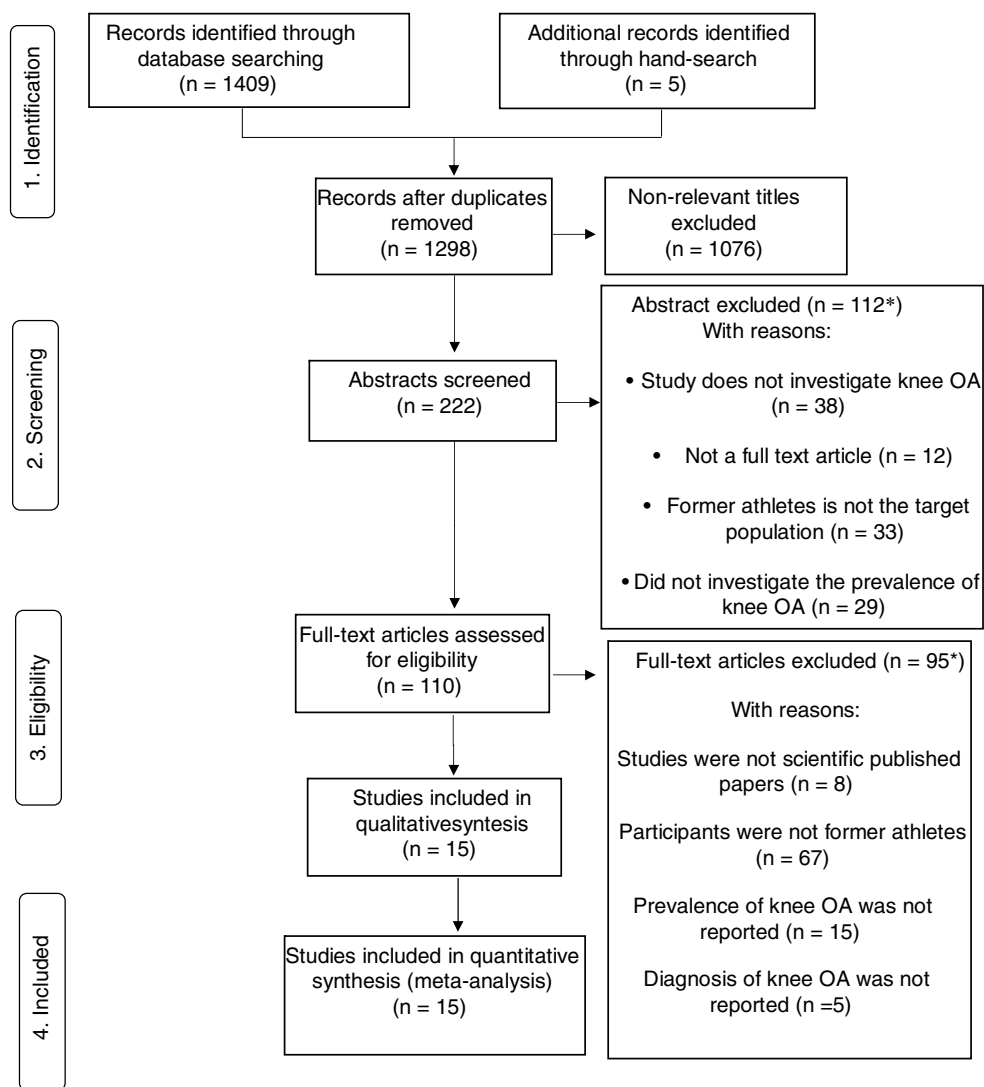 1. Identification
Records identified through
database searching
(n = 1409)
Additional records identified
through hand-search
(n = 5)
Records after duplicates
removed
(n = 1298)
Non-relevant titles
excluded
(n = 1076)
2. Screening
Abstracts screened
(n = 222)
Abstract excluded (n = 112*)
With reasons:
• Study does not investigate knee OA
(n = 38)
• Not a full text article (n = 12)
• Former athletes is not the target
population (n = 33)
• Did not investigate the prevalence of
knee OA (n = 29)
3. Eligibility
Full-text articles assessed
for eligibility
(n = 110)
Full-text articles excluded (n = 95*)
With reasons:
Studies were not scientific published
papers (n = 8)
Participants were not former athletes
(n = 67)
Prevalence of knee OA was not
reported (n = 15)
Diagnosis of knee OA was not
reported (n =5)
Studies included in
qualitativesyntesis
(n = 15)
4. Included
Studies included in quantitative
synthesis (meta-analysis)
(n = 15)